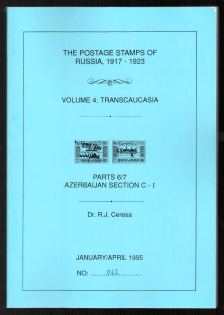 THE POSTAGE STAMPS OF
RUSSIA, 1917 - 1923
VOLUME 4. TRANSCAUCASIA
PARTS 6/7
AZERBAIJAN SECTION C - I
Dr. R.J. Ceresa
JANUARY/APRIL 1995
NO: ......062............